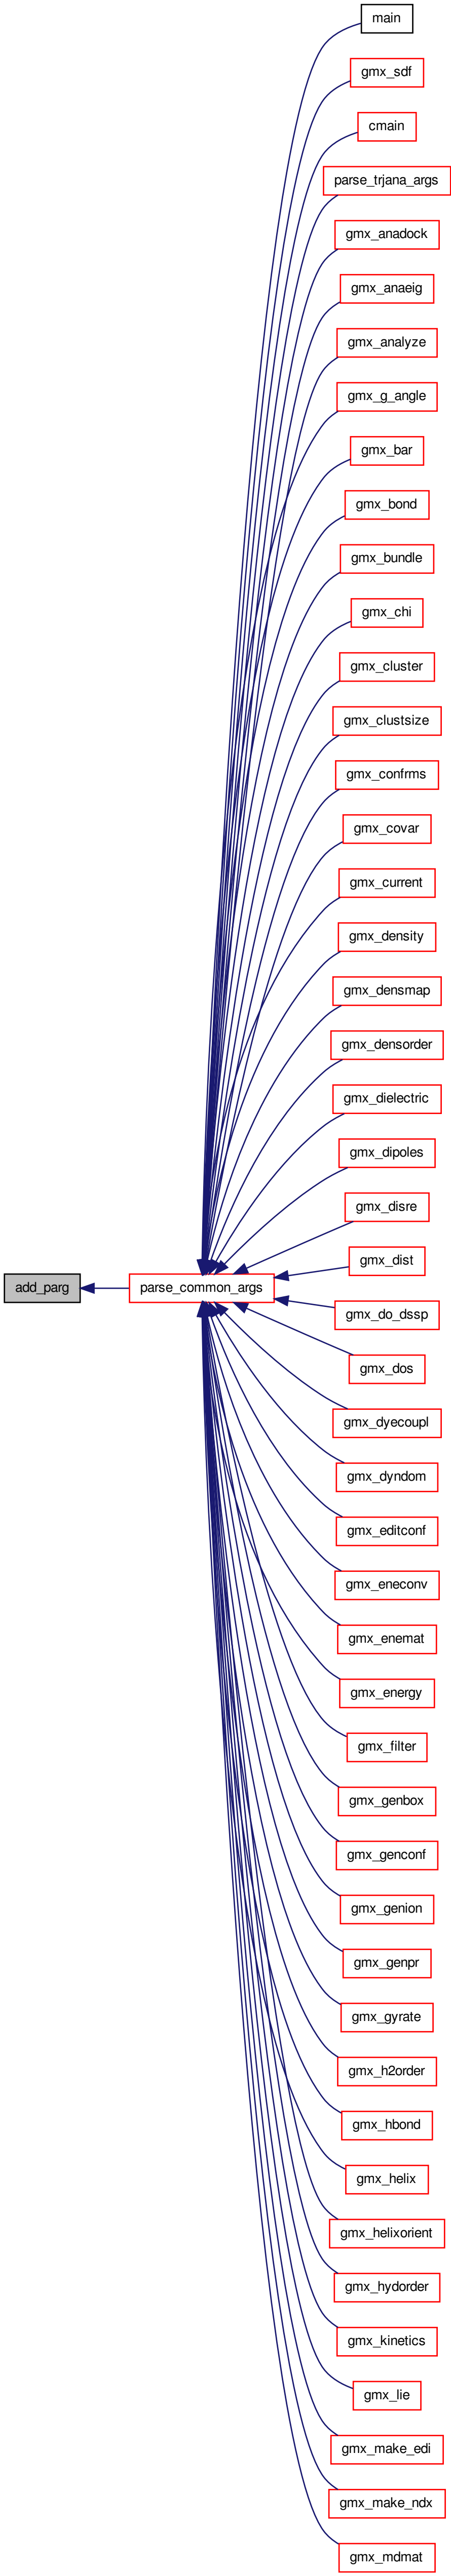 main
gmx_sdf
cmain
parse_trjana_args
gmx_anadock
gmx_anaeig
gmx_analyze
gmx_g_angle
gmx_bar
gmx_bond
gmx_bundle
gmx_chi
gmx_cluster
gmx_clustsize
gmx_confrms
gmx_covar
gmx_current
gmx_density
gmx_densmap
gmx_densorder
gmx_dielectric
gmx_dipoles
gmx_disre
gmx_dist
add_parg
parse_common_args
gmx_do_dssp
gmx_dos
gmx_dyecoupl
gmx_dyndom
gmx_editconf
gmx_eneconv
gmx_enemat
gmx_energy
gmx_filter
gmx_genbox
gmx_genconf
gmx_genion
gmx_genpr
gmx_gyrate
gmx_h2order
gmx_hbond
gmx_helix
gmx_helixorient
gmx_hydorder
gmx_kinetics
gmx_lie
gmx_make_edi
gmx_make_ndx
gmx_mdmat